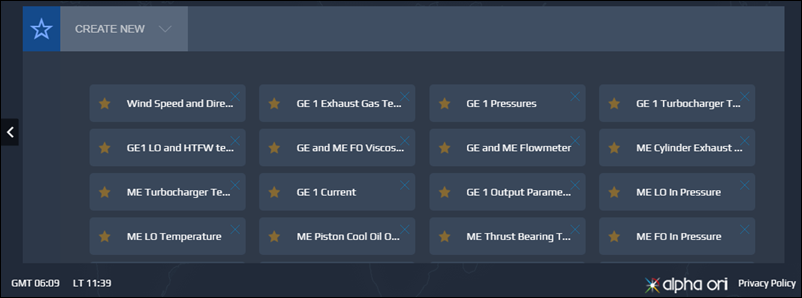 CREATE NEW
Wind Speed and Dire...
GE 1 Exhaust Gas Te...
GE 1 Pressures
GE 1 Turbocharger T...
GE1 LO and HTFW te...
GE and ME FO Viscos...
GE and ME Flowmeter
ME Cylinder Exhaust ...
ME Turbocharger Te...
GE 1 Current
GE 1 Output Parame...
ME LO In Pressure
ME LO Temperature
ME Piston Cool Oil O...
ME Thrust Bearing T...
ME FO In Pressure
GMT 06:09 LT 11:39
alpha ori Privacy Policy